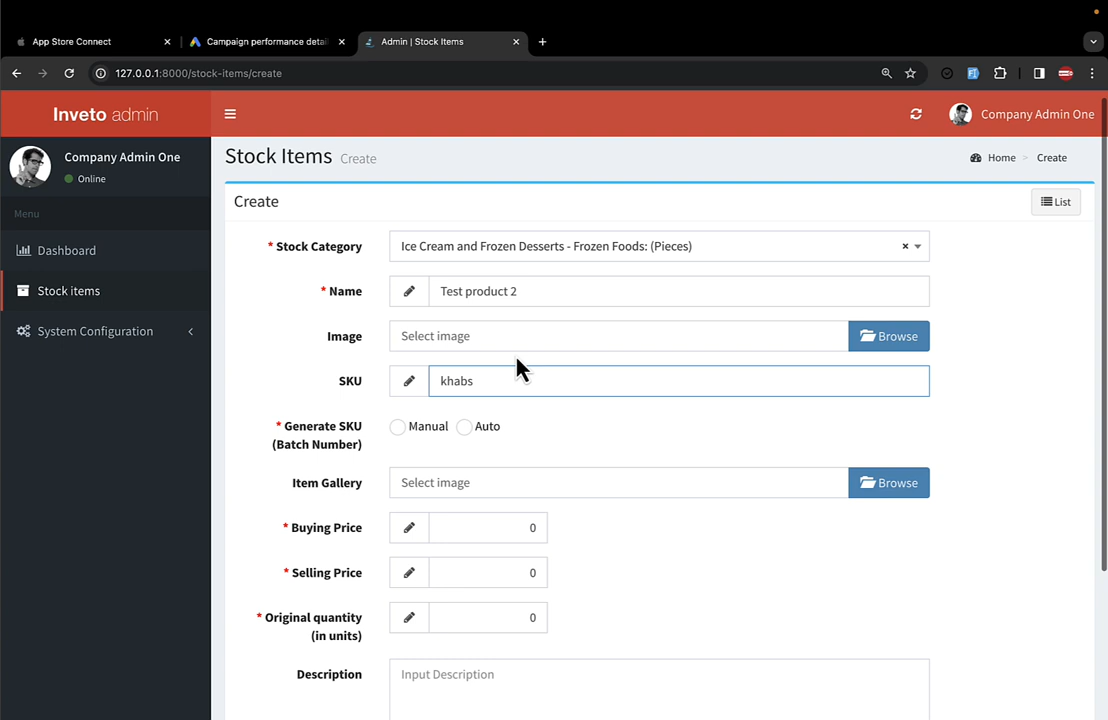 App Store Connect
Campaign performance detai
Admin | Stock Items
127.0.0.1:8000/stock-items/create
Inveto admin
Company Admin One
Company Admin One
Online
Menu
Dashboard
Stock items
System Configuration
Stock Items Create
Home > Create
Create
List
* Stock Category
Ice Cream and Frozen Desserts - Frozen Foods: (Pieces)
× 
* Name
Test product 2
Image
Select image
Browse
SKU
khabs
* Generate SKU
(Batch Number)
Manual
Auto
Item Gallery
Select image
Browse
* Buying Price
0
* Selling Price
0
* Original quantity
(in units)
0
Description
Input Description